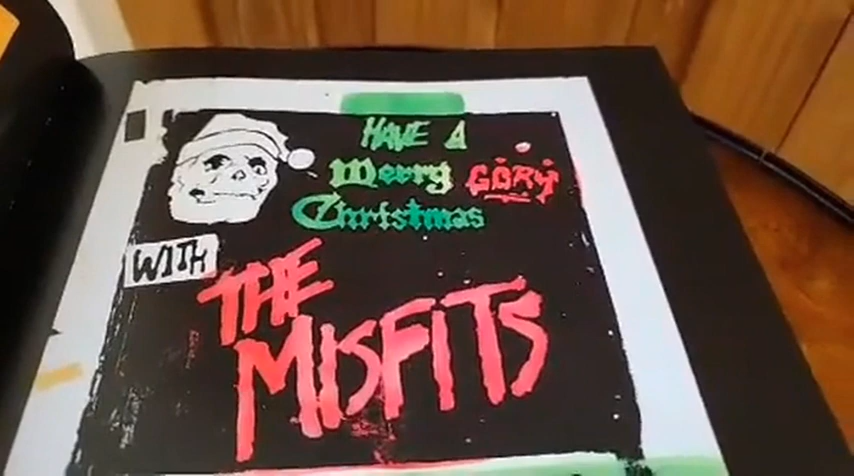 HAVE A
Merry GORY
Christmas
WITH
THE
MISFITS